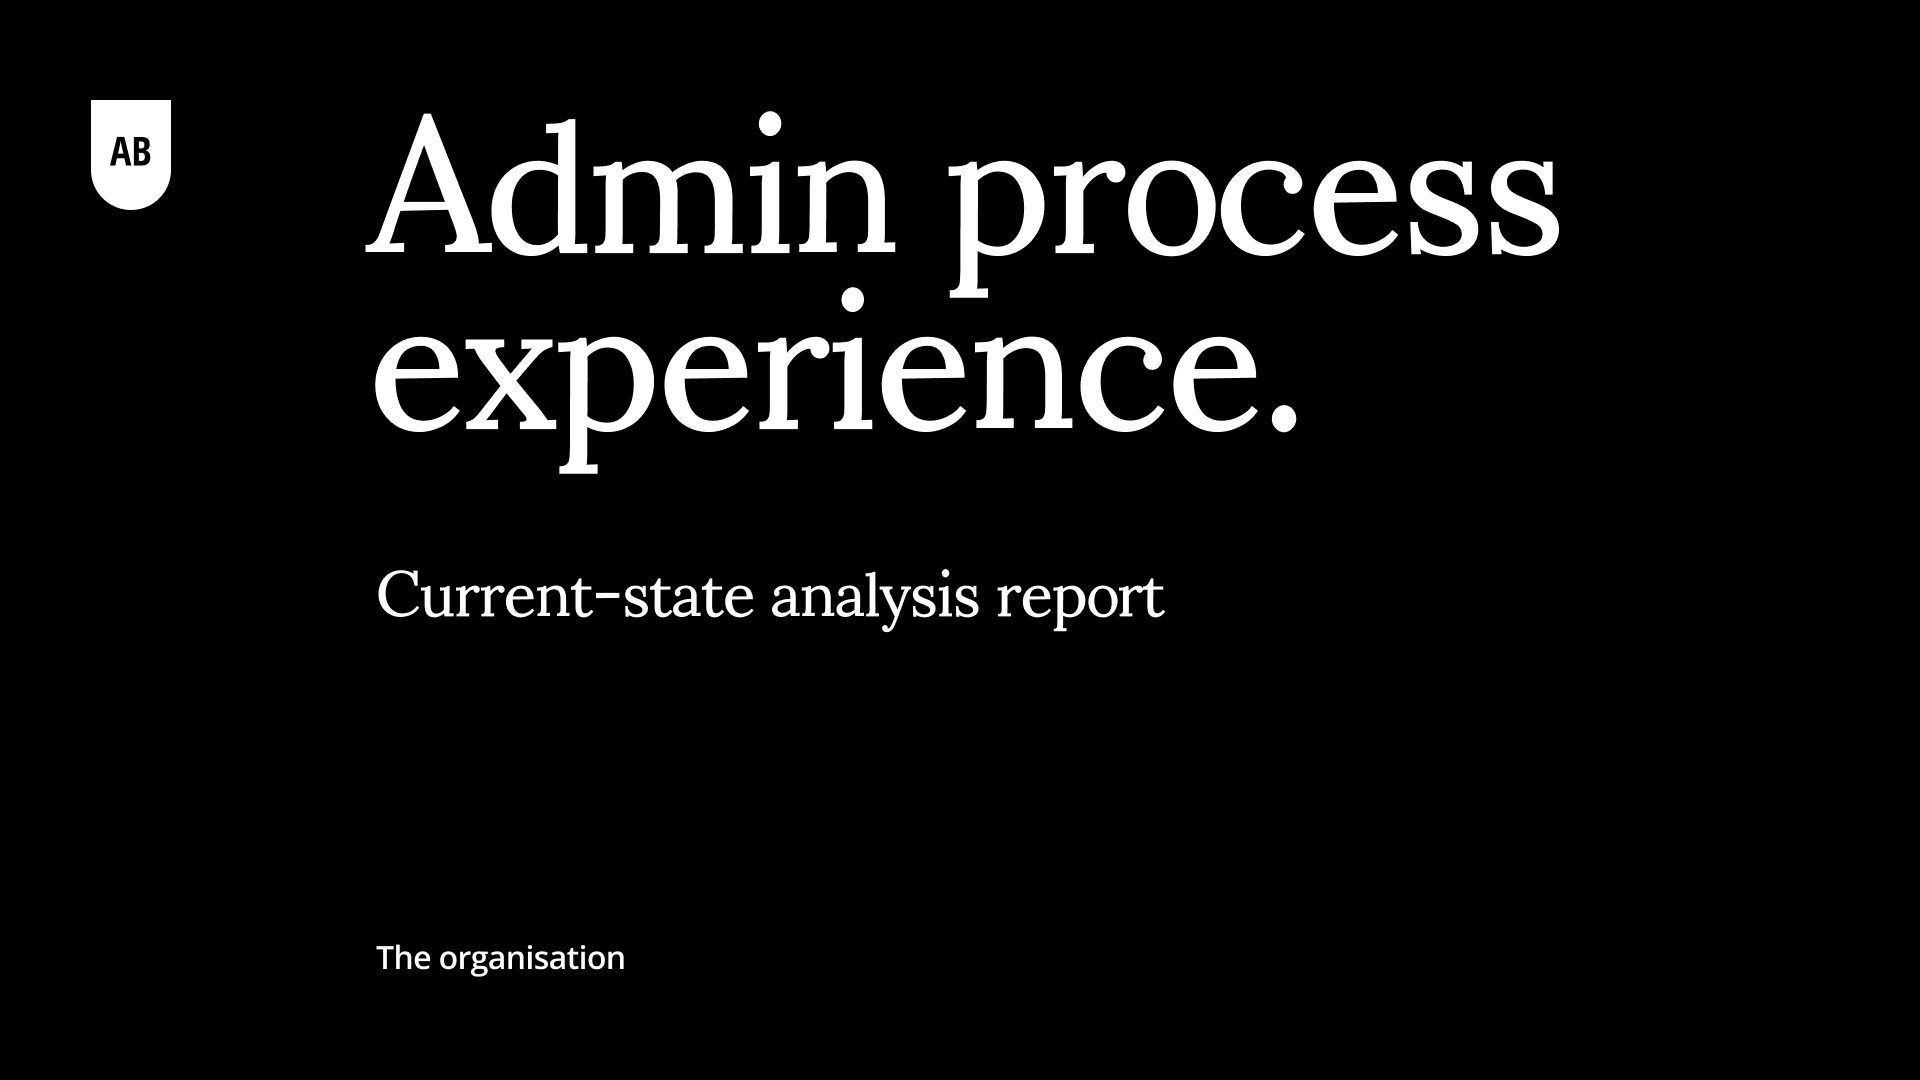 AB
Admin process
experience.
Current-state analysis report
The organisation